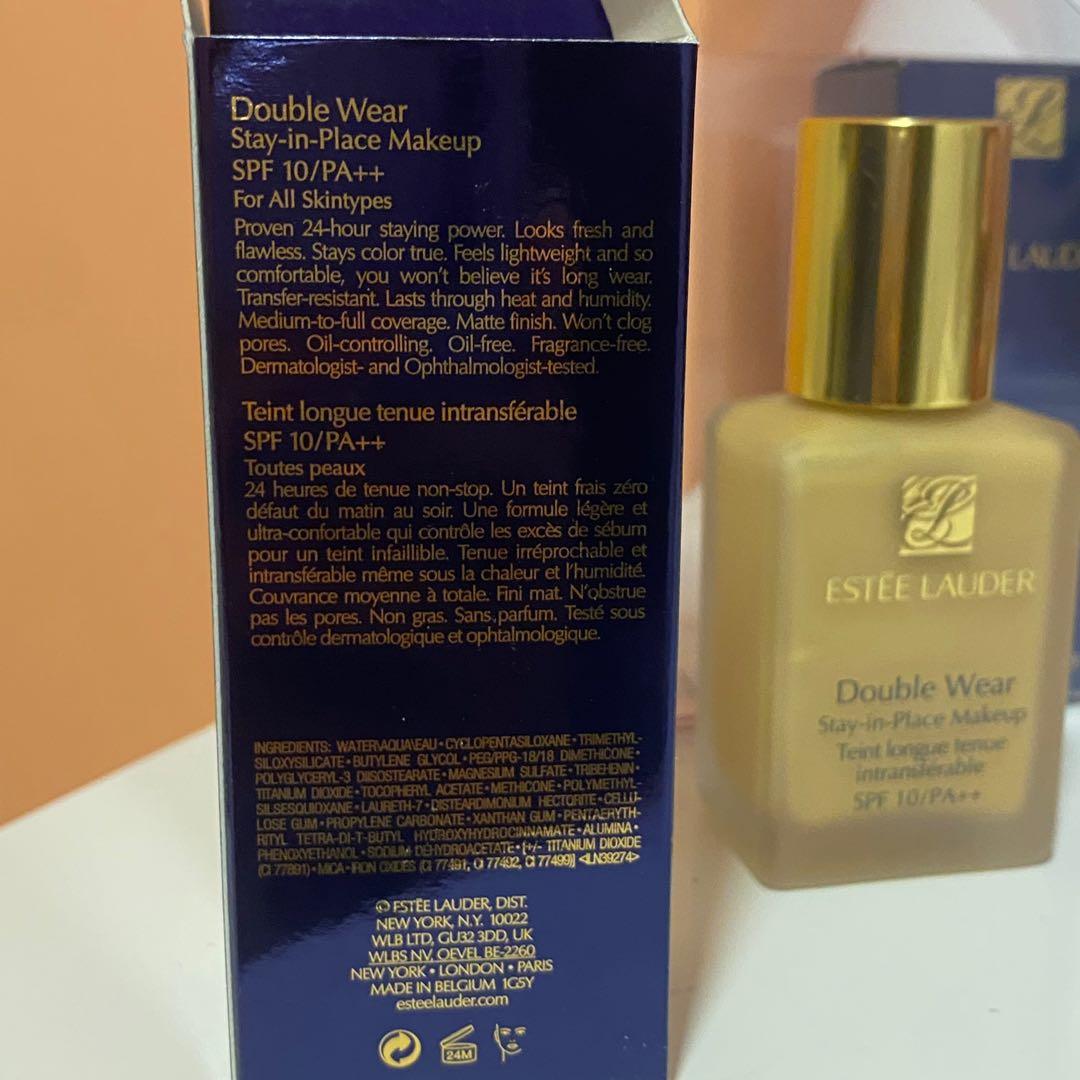 Double Wear
Stay-in-Place Makeup
SPF 10/PA++
For All Skintypes
Proven 24-hour staying power. Looks fresh and
flawless. Stays color true. Feels lightweight and so
comfortable, you won't believe it's long wear.
Transfer-resistant. Lasts through heat and humidity.
Medium-to-full coverage. Matte finish. Won't clog
pores. Oil-controlling. Oil-free. Fragrance-free.
Dermatologist- and Ophthalmologist-tested.
Teint longue tenue intransférable
SPF 10/PA++
Toutes peaux
24 heures de tenue non-stop. Un teint frais zéro
défaut du matin au soir. Une formule légère et
ultra-confortable qui contrôle les excès de sébum
pour un teint infaillible. Tenue irréprochable et
intransférable même sous la chaleur et l'humidité.
Couvrance moyenne à totale. Fini mat. N'obstrue
pas les pores. Non gras. Sans parfum. Testé sous
contrôle dermatologique et ophtalmologique.
INGREDIENTS: WATER\AQUA\EAU • CYCLOPENTASILOXANE • TRIMETHYL-
SILOXYSILICATE • BUTYLENE GLYCOL • PEG/PPG-18/18 DIMETHICONE •
POLYGLYCERYL-3 DIISOSTEARATE • MAGNESIUM SULFATE • TRIBEHENIN •
TITANIUM DIOXIDE • TOCOPHERYL ACETATE • METHICONE • POLYMETHYL-
SILSESQUIOXANE • LAURETH-7 • DISTEARDIMONIUM HECTORITE • CELLU-
LOSE GUM • PROPYLENE CARBONATE • XANTHAN GUM • PENTAERYTH-
RITYL TETRA-DI-T-BUTYL HYDROXYHYDROCINNAMATE • ALUMINA •
PHENOXYETHANOL • SODIUM DEHYDROACETATE • [+/- TITANIUM DIOXIDE
(CI 77891) • MICA • IRON OXIDES (CI 77491, CI 77492, CI 77499)] <LN39274>
© ESTÉE LAUDER, DIST.
NEW YORK, N.Y. 10022
WLB LTD, GU32 3DD, UK
WLBS NV, OEVEL BE-2260
NEW YORK • LONDON • PARIS
MADE IN BELGIUM 1G5Y
esteelauder.com
24M
ESTĒE LAUDER
Double Wear
Stay-in-Place Makeup
Teint longue tenue
intransférable
SPF 10/PA++